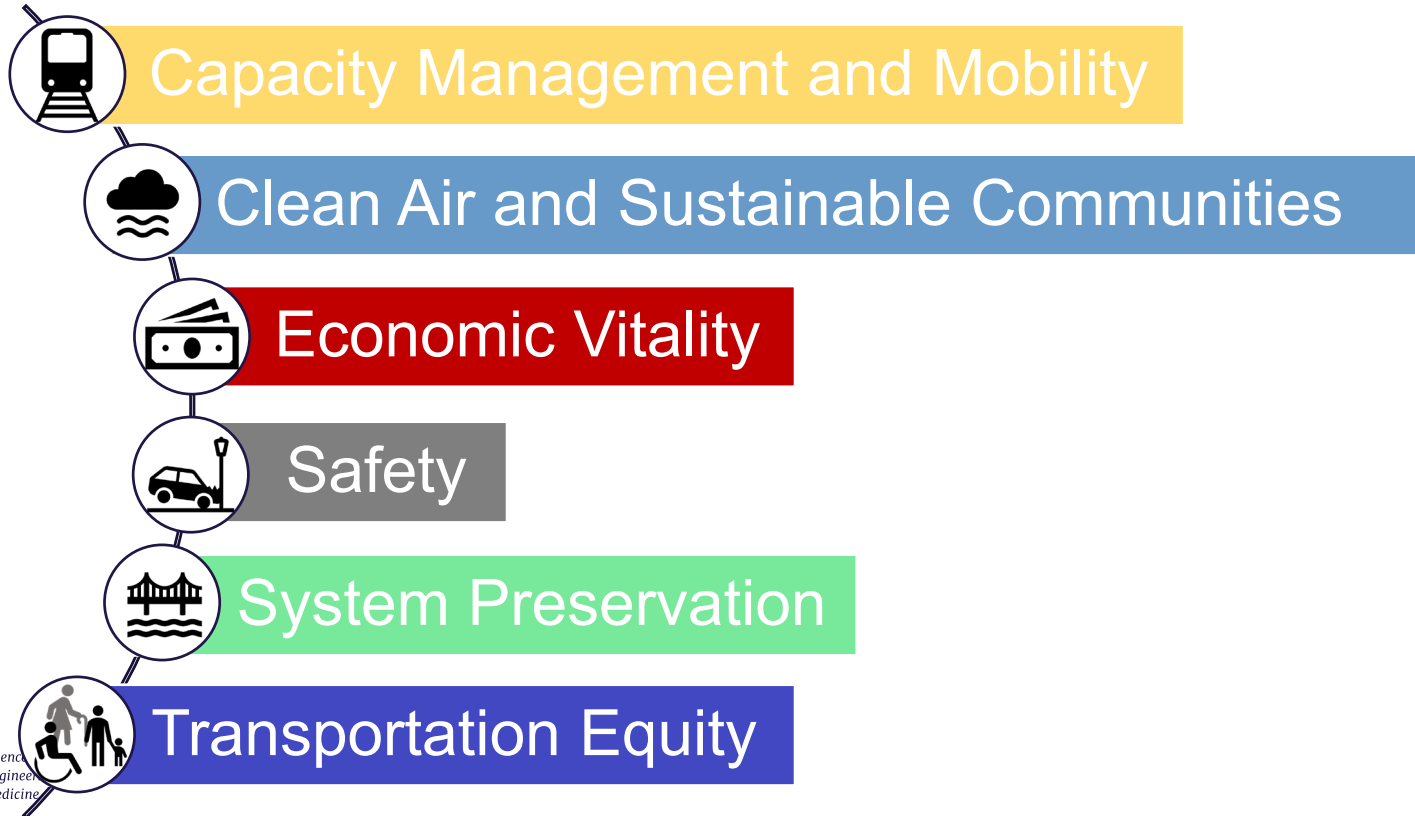 Capacity Management and Mobility
Clean Air and Sustainable Communities
Economic Vitality
Safety
System Preservation
Transportation Equity